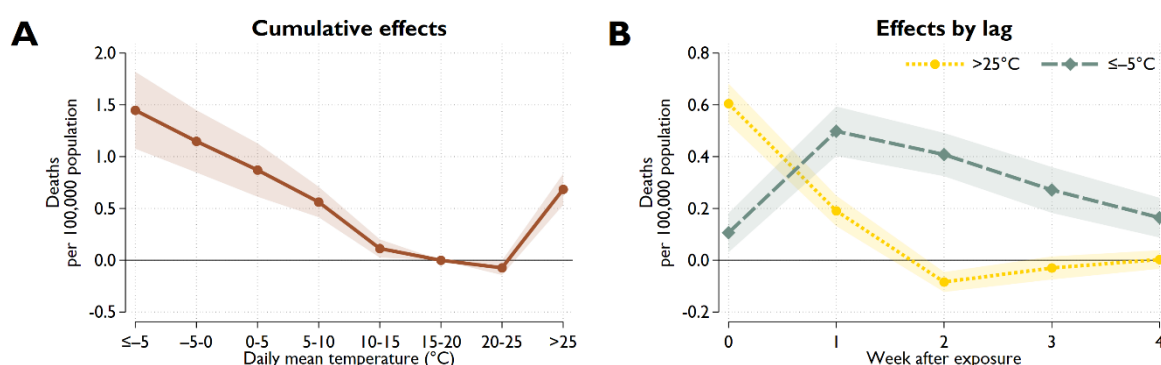 A
Cumulative effects
Deaths
per 100,000 population
2.0
1.5
1.0
0.5
0.0
-0.5
≤–5
–5-0
0-5
5-10
10-15
15-20
20-25
>25
Daily mean temperature (°C)
B
Effects by lag
>25°C
≤–5°C
Deaths
per 100,000 population
0.8
0.6
0.4
0.2
0.0
-0.2
0
1
2
3
4
Week after exposure